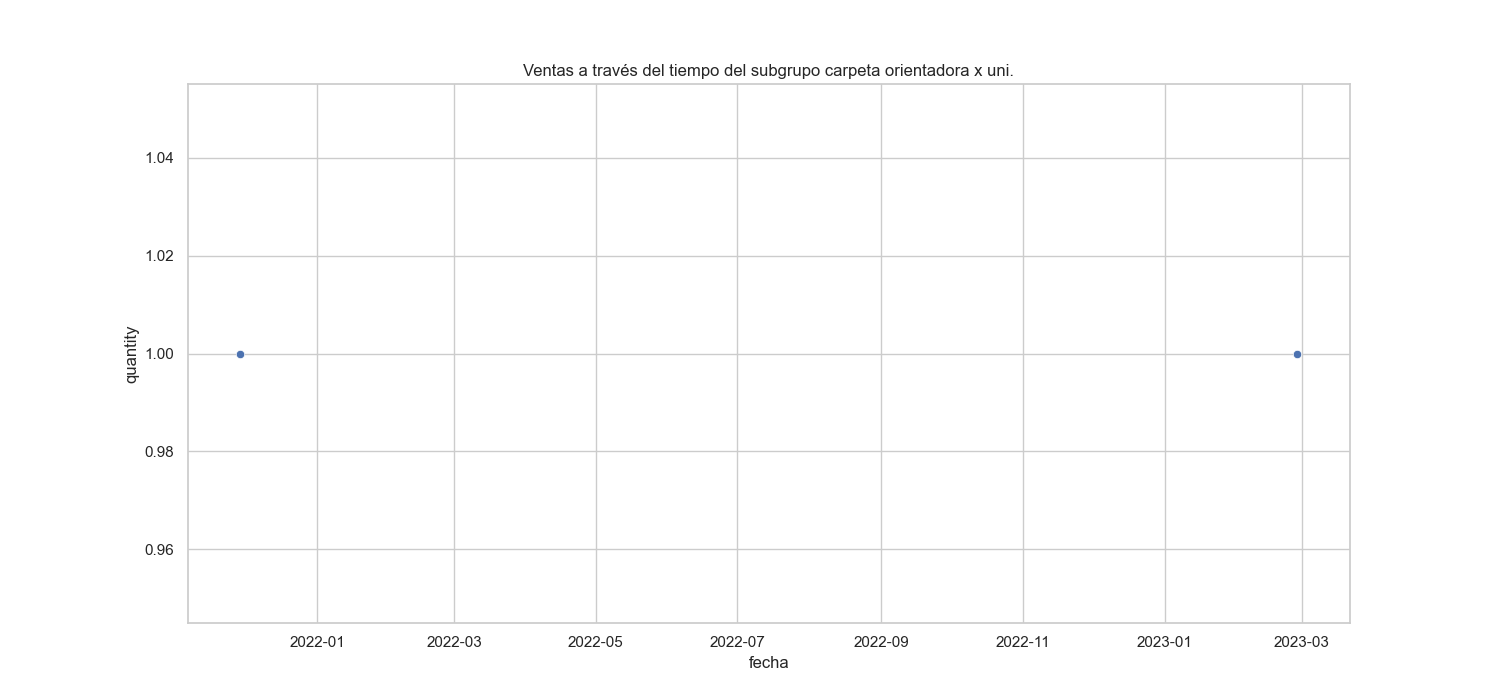 Ventas a través del tiempo del subgrupo carpeta orientadora x uni.
1.04
1.02
1.00
0.98
0.96
quantity
2022-01 2022-03 2022-05 2022-07 2022-09 2022-11 2023-01 2023-03
fecha